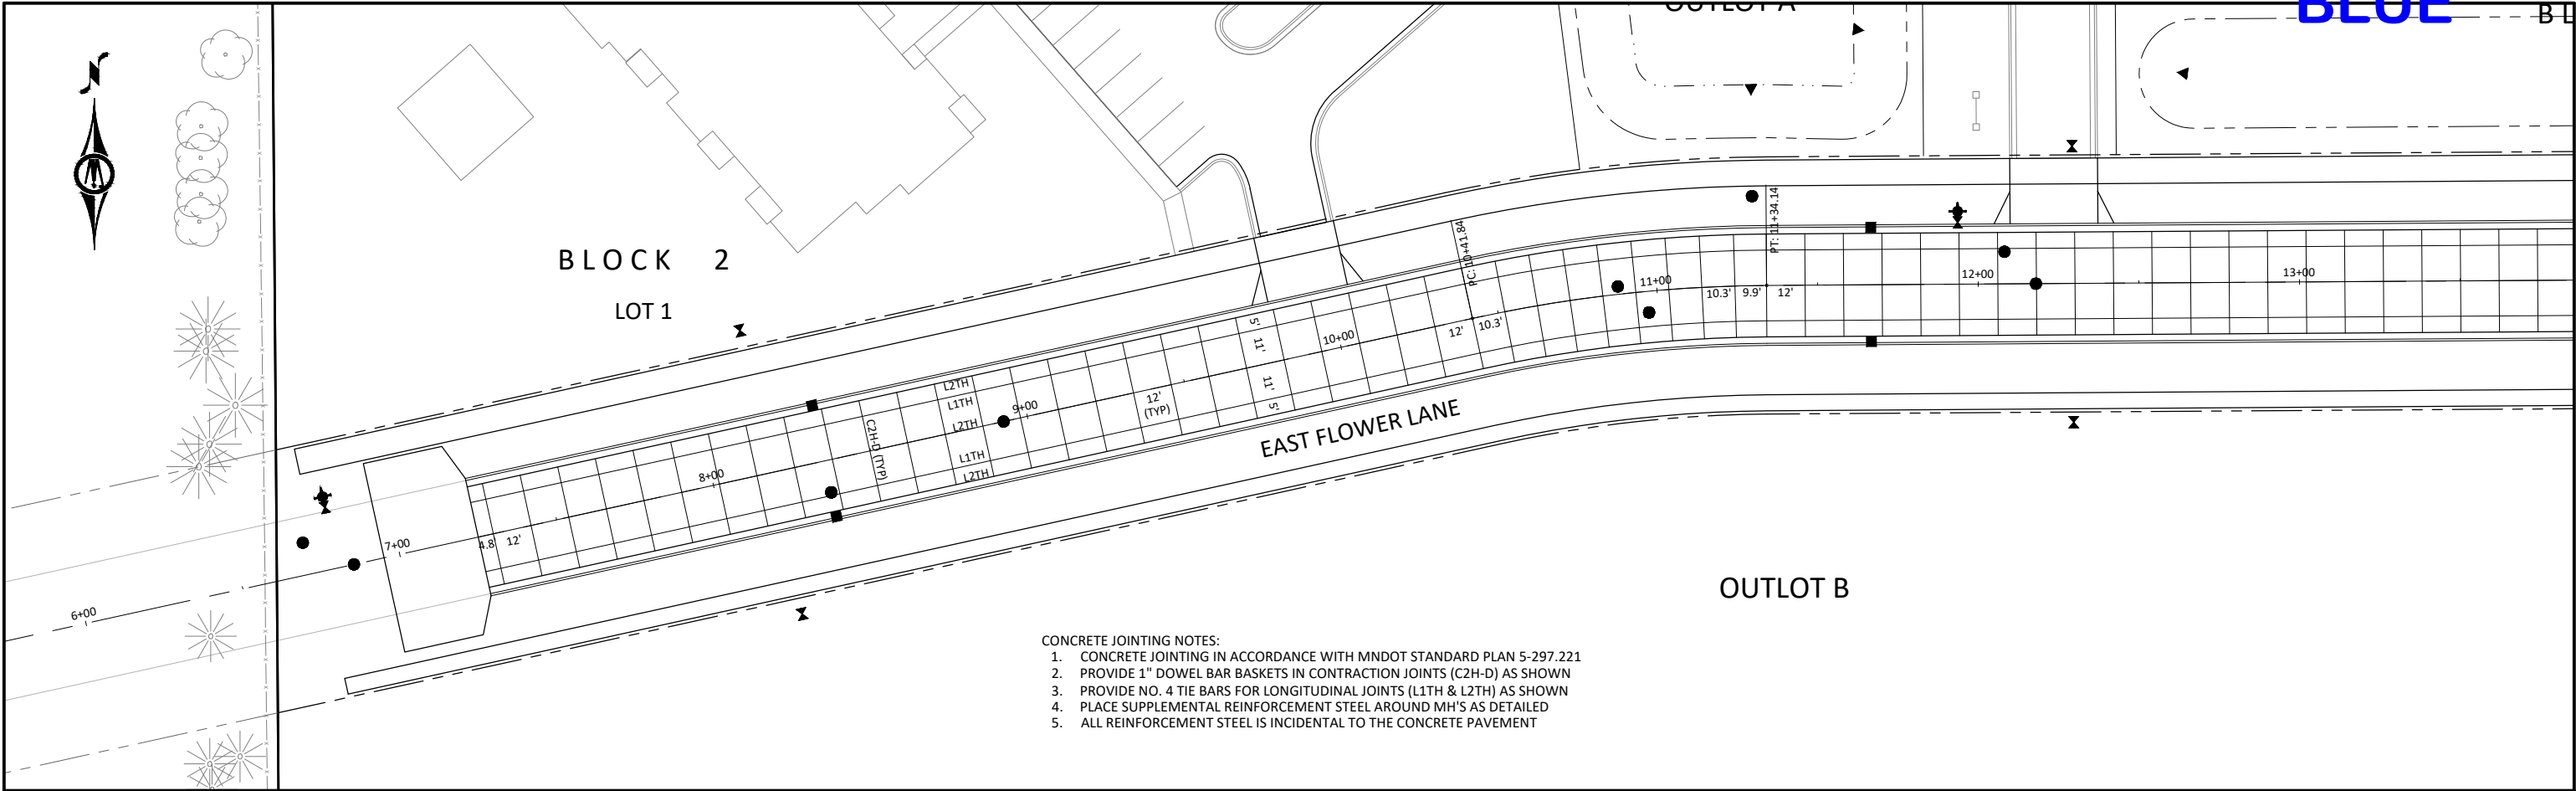 OUTLOT A
BLUE
BL
N
BLOCK 2
LOT 1
PC: 10+41.84
PT: 11+34.14
6+00
7+00
8+00
9+00
10+00
11+00
12+00
13+00
4.8
12'
C2H-D (TYP)
L2TH
L1TH
L2TH
L1TH
L2TH
12'
(TYP)
5'
11'
11'
5'
12'
10.3'
10.3'
9.9'
12'
EAST FLOWER LANE
OUTLOT B
CONCRETE JOINTING NOTES:
1. CONCRETE JOINTING IN ACCORDANCE WITH MNDOT STANDARD PLAN 5-297.221
2. PROVIDE 1" DOWEL BAR BASKETS IN CONTRACTION JOINTS (C2H-D) AS SHOWN
3. PROVIDE NO. 4 TIE BARS FOR LONGITUDINAL JOINTS (L1TH & L2TH) AS SHOWN
4. PLACE SUPPLEMENTAL REINFORCEMENT STEEL AROUND MH'S AS DETAILED
5. ALL REINFORCEMENT STEEL IS INCIDENTAL TO THE CONCRETE PAVEMENT